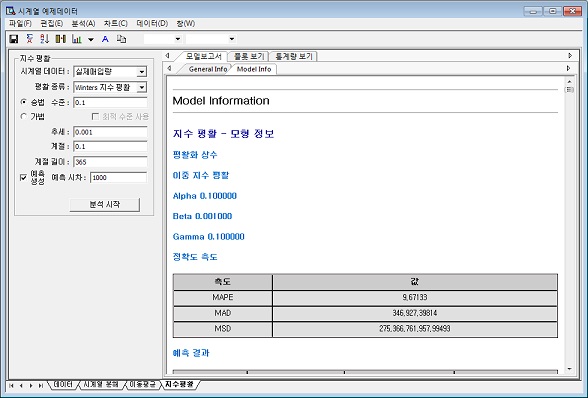 시계열 예제데이터
파일(F) 편집(E) 분석(A) 차트(C) 데이터(D) 창(W)
지수 평활
시계열 데이터 : 실제매입량
평활 종류 : Winters 지수 평활
승법 수준 : 0.1
가법 최적 수준 사용
추세 : 0.001
계절 : 0.1
계절 길이 : 365
예측 생성 예측 시차 : 1000
분석 시작
모델보고서 플롯 보기 통계량 보기
General Info Model Info
Model Information
지수 평활 - 모형 정보
평활화 상수
이중 지수 평활
Alpha 0.100000
Beta 0.001000
Gamma 0.100000
정확도 측도
측도 값
MAPE 9.67133
MAD 346,927.39814
MSD 275,366,761,957.99493
예측 결과
데이터 시계열 분해 이동평균 지수평활